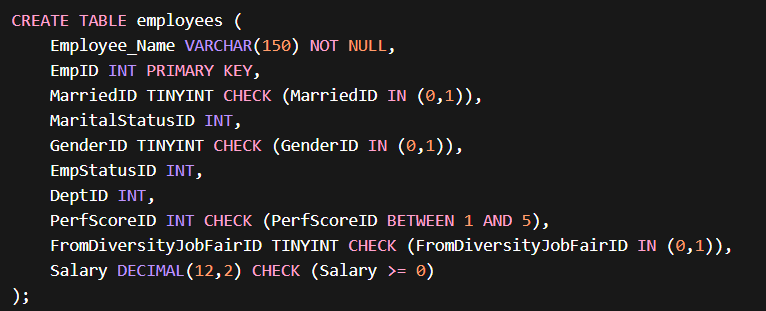 CREATE TABLE employees (
    Employee_Name VARCHAR(150) NOT NULL,
    EmpID INT PRIMARY KEY,
    MarriedID TINYINT CHECK (MarriedID IN (0,1)),
    MaritalStatusID INT,
    GenderID TINYINT CHECK (GenderID IN (0,1)),
    EmpStatusID INT,
    DeptID INT,
    PerfScoreID INT CHECK (PerfScoreID BETWEEN 1 AND 5),
    FromDiversityJobFairID TINYINT CHECK (FromDiversityJobFairID IN (0,1)),
    Salary DECIMAL(12,2) CHECK (Salary >= 0)
);